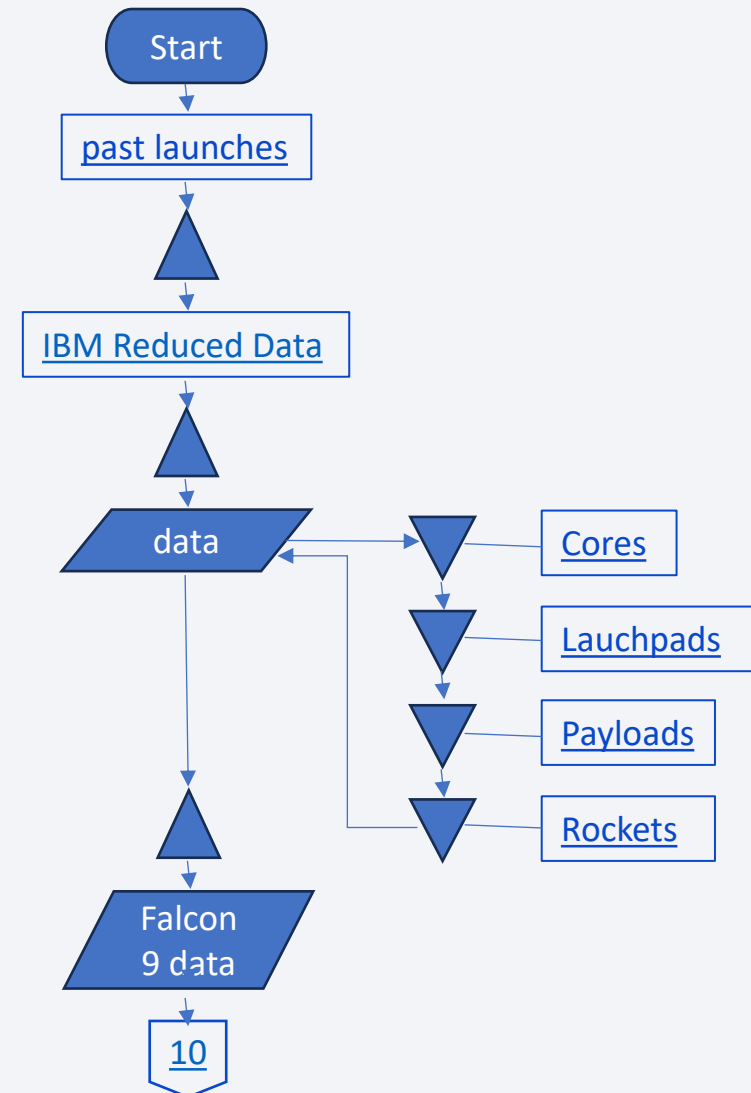 Start
past launches
IBM Reduced Data
data
Cores
Lauchpads
Payloads
Rockets
Falcon
9 data
10